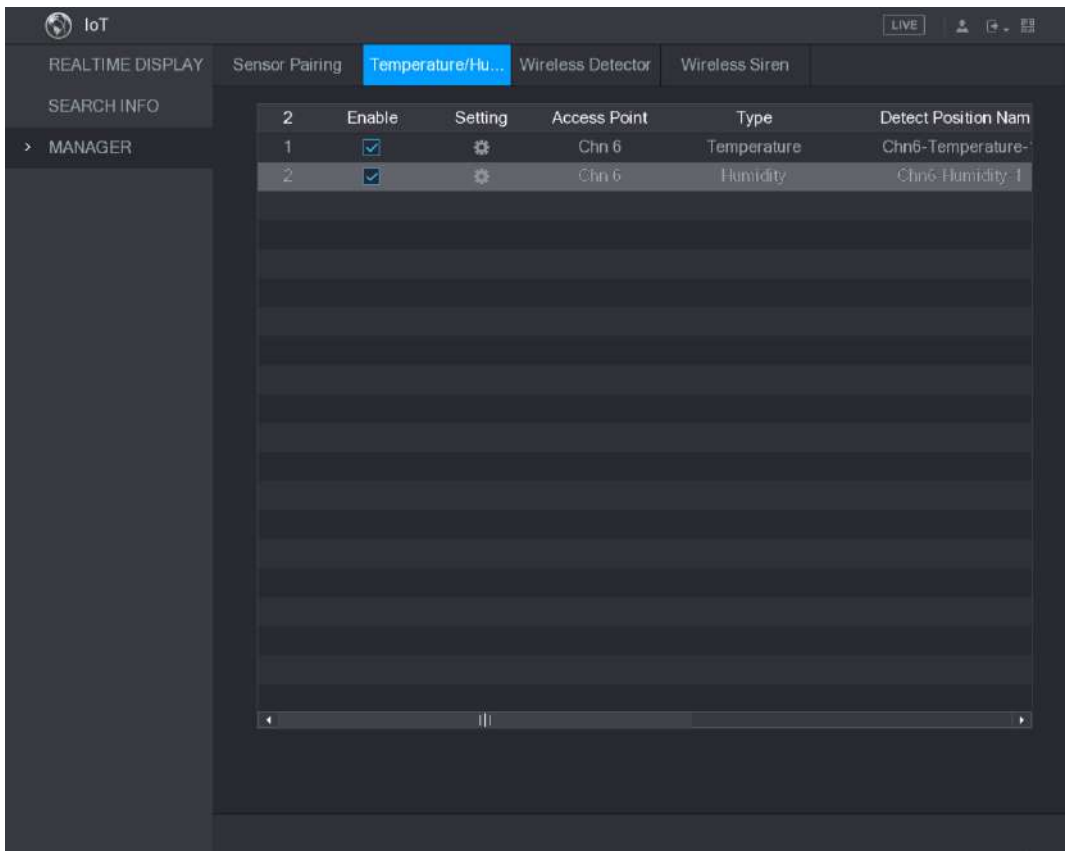 IoT LIVE
REALTIME DISPLAY
SEARCH INFO
> MANAGER
Sensor Pairing Temperature/Hu... Wireless Detector Wireless Siren
2 Enable Setting Access Point Type Detect Position Nam
1 Chn 6 Temperature Chn6-Temperature-
2 Chn 6 Humidity Chn6-Humidity-1